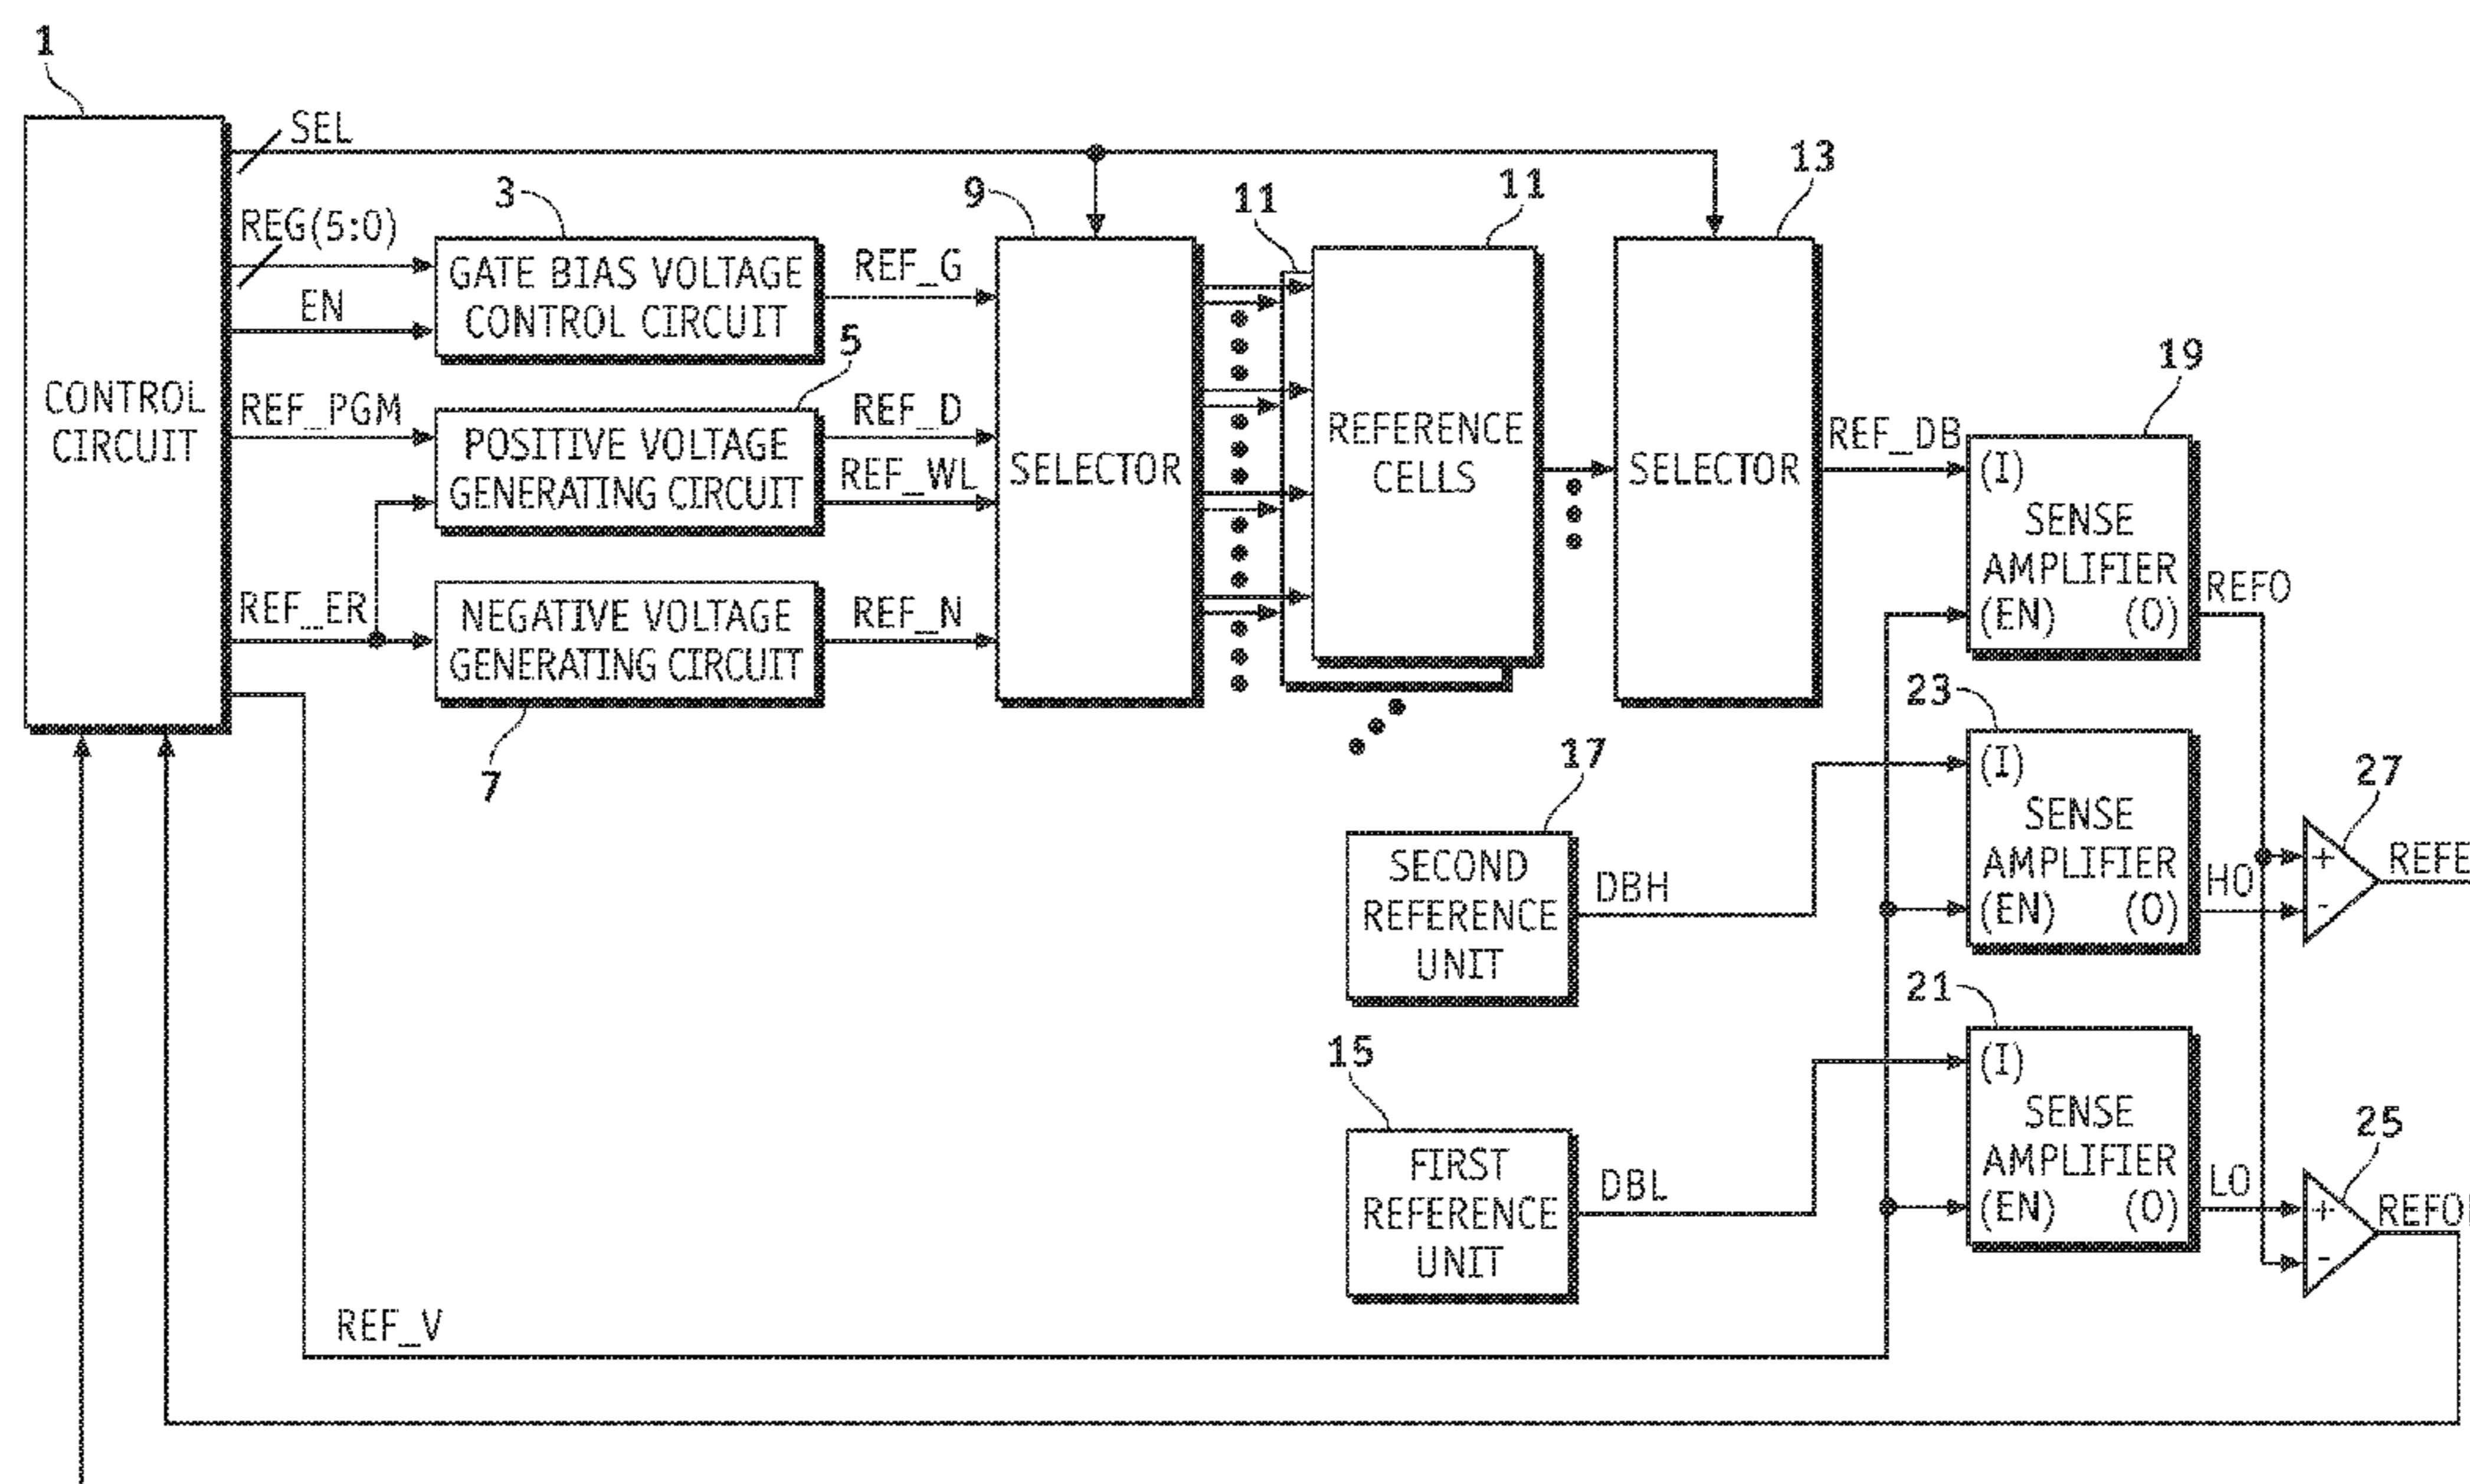 1
SEL
13
3
9
11
11
REG(5:0)
EN
GATE BIAS VOLTAGE
CONTROL CIRCUIT
REF_G
5
19
CONTROL
CIRCUIT
REF_PGM
POSITIVE VOLTAGE
GENERATING CIRCUIT
REF_D
REF_WL
SELECTOR
REFERENCE
CELLS
SELECTOR
REF_DB
(I)
SENSE
AMPLIFIER
(EN) (O)
REFO
REF_ER
NEGATIVE VOLTAGE
GENERATING CIRCUIT
REF_N
7
23
17
(I)
SENSE
AMPLIFIER
(EN) (O)
HO
27
+
-
SECOND
REFERENCE
UNIT
DBH
21
15
(I)
SENSE
AMPLIFIER
(EN) (O)
LO
25
+
-
FIRST
REFERENCE
UNIT
DBL
REF_V